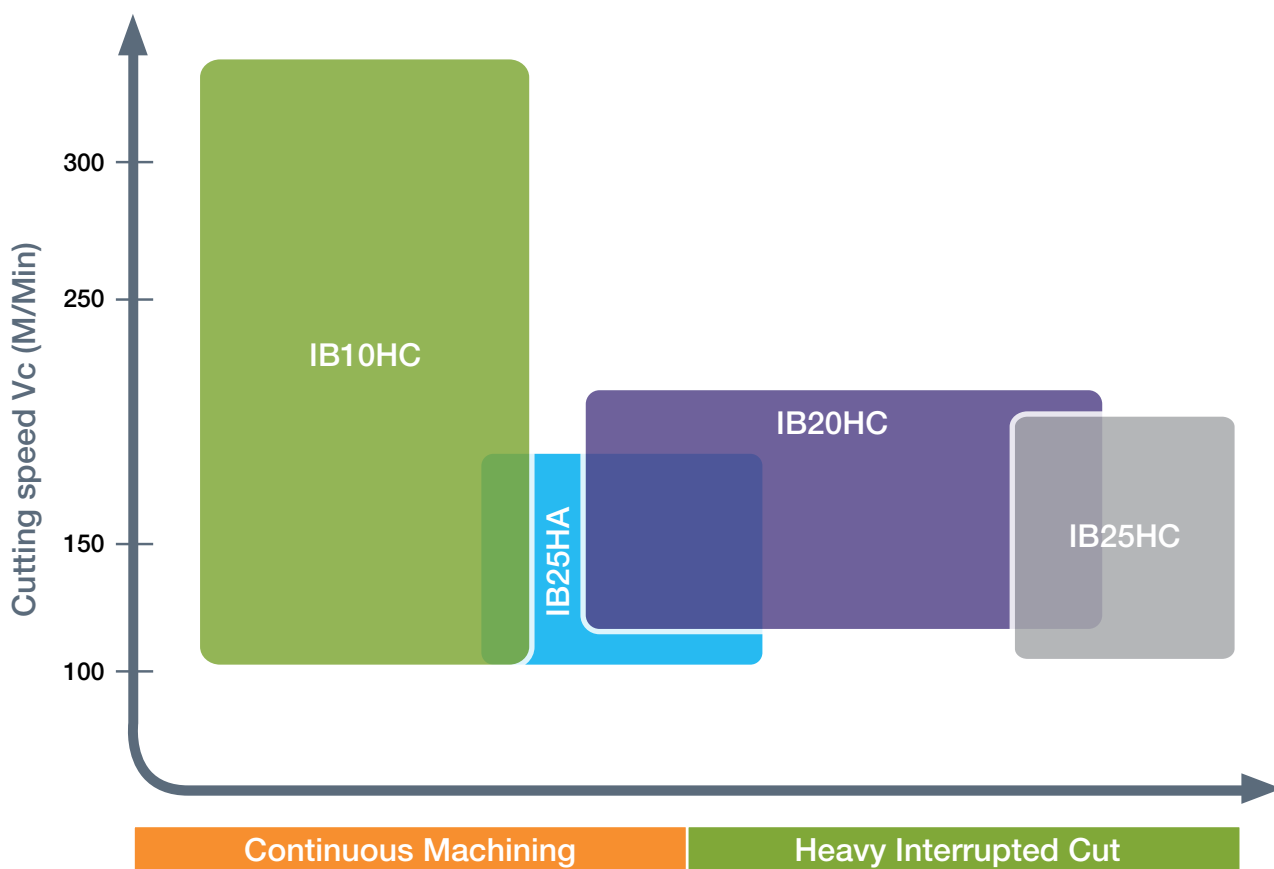 Cutting speed Vc (M/Min)
300
250
150
100
IB10HC
IB25HA
IB20HC
IB25HC
Continuous Machining
Heavy Interrupted Cut